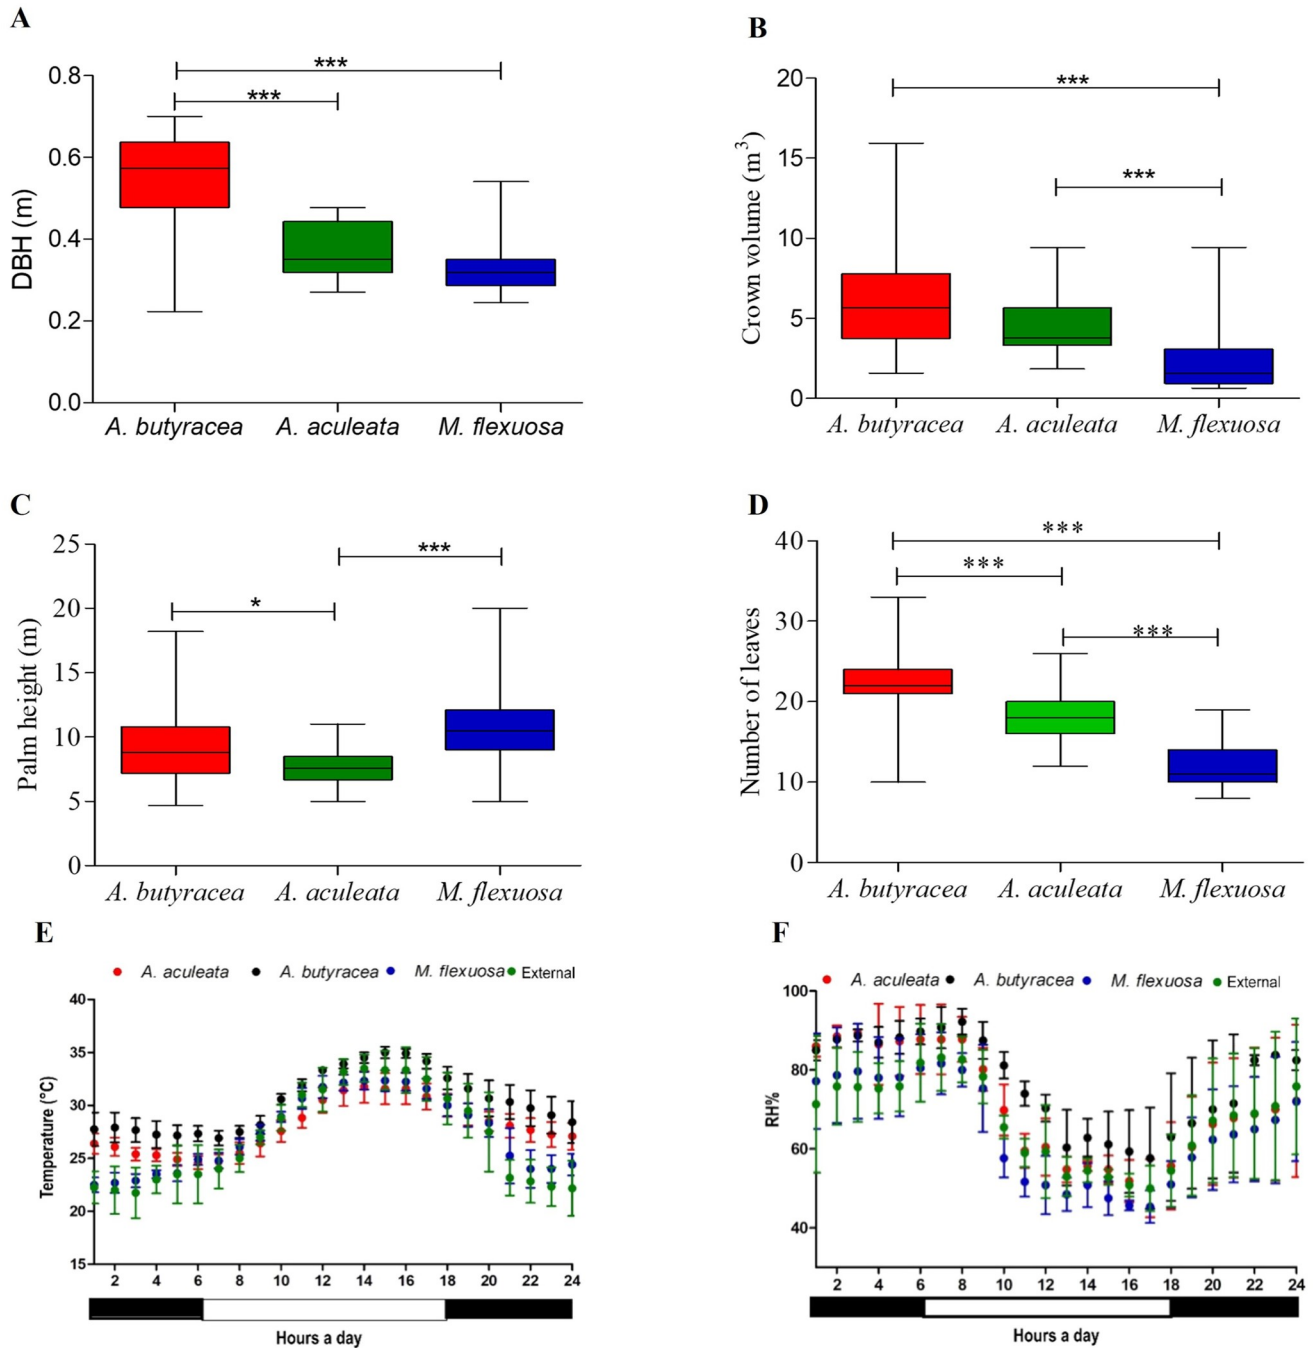 A
DBH (m)
0.8
0.6
0.4
0.2
0.0
***
***
A. butyracea A. aculeata M. flexuosa
B
Crown volume (m³)
20
15
10
5
0
***
***
A. butyracea A. aculeata M. flexuosa
C
Palm height (m)
25
20
15
10
5
0
***
*
A. butyracea A. aculeata M. flexuosa
D
Number of leaves
40
30
20
10
0
***
***
***
A. butyracea A. aculeata M. flexuosa
E
A. aculeata A. butyracea M. flexuosa External
Temperature (°C)
40
35
30
25
20
15
2 4 6 8 10 12 14 16 18 20 22 24
Hours a day
F
A. aculeata A. butyracea M. flexuosa External
RH%
100
80
60
40
2 4 6 8 10 12 14 16 18 20 22 24
Hours a day